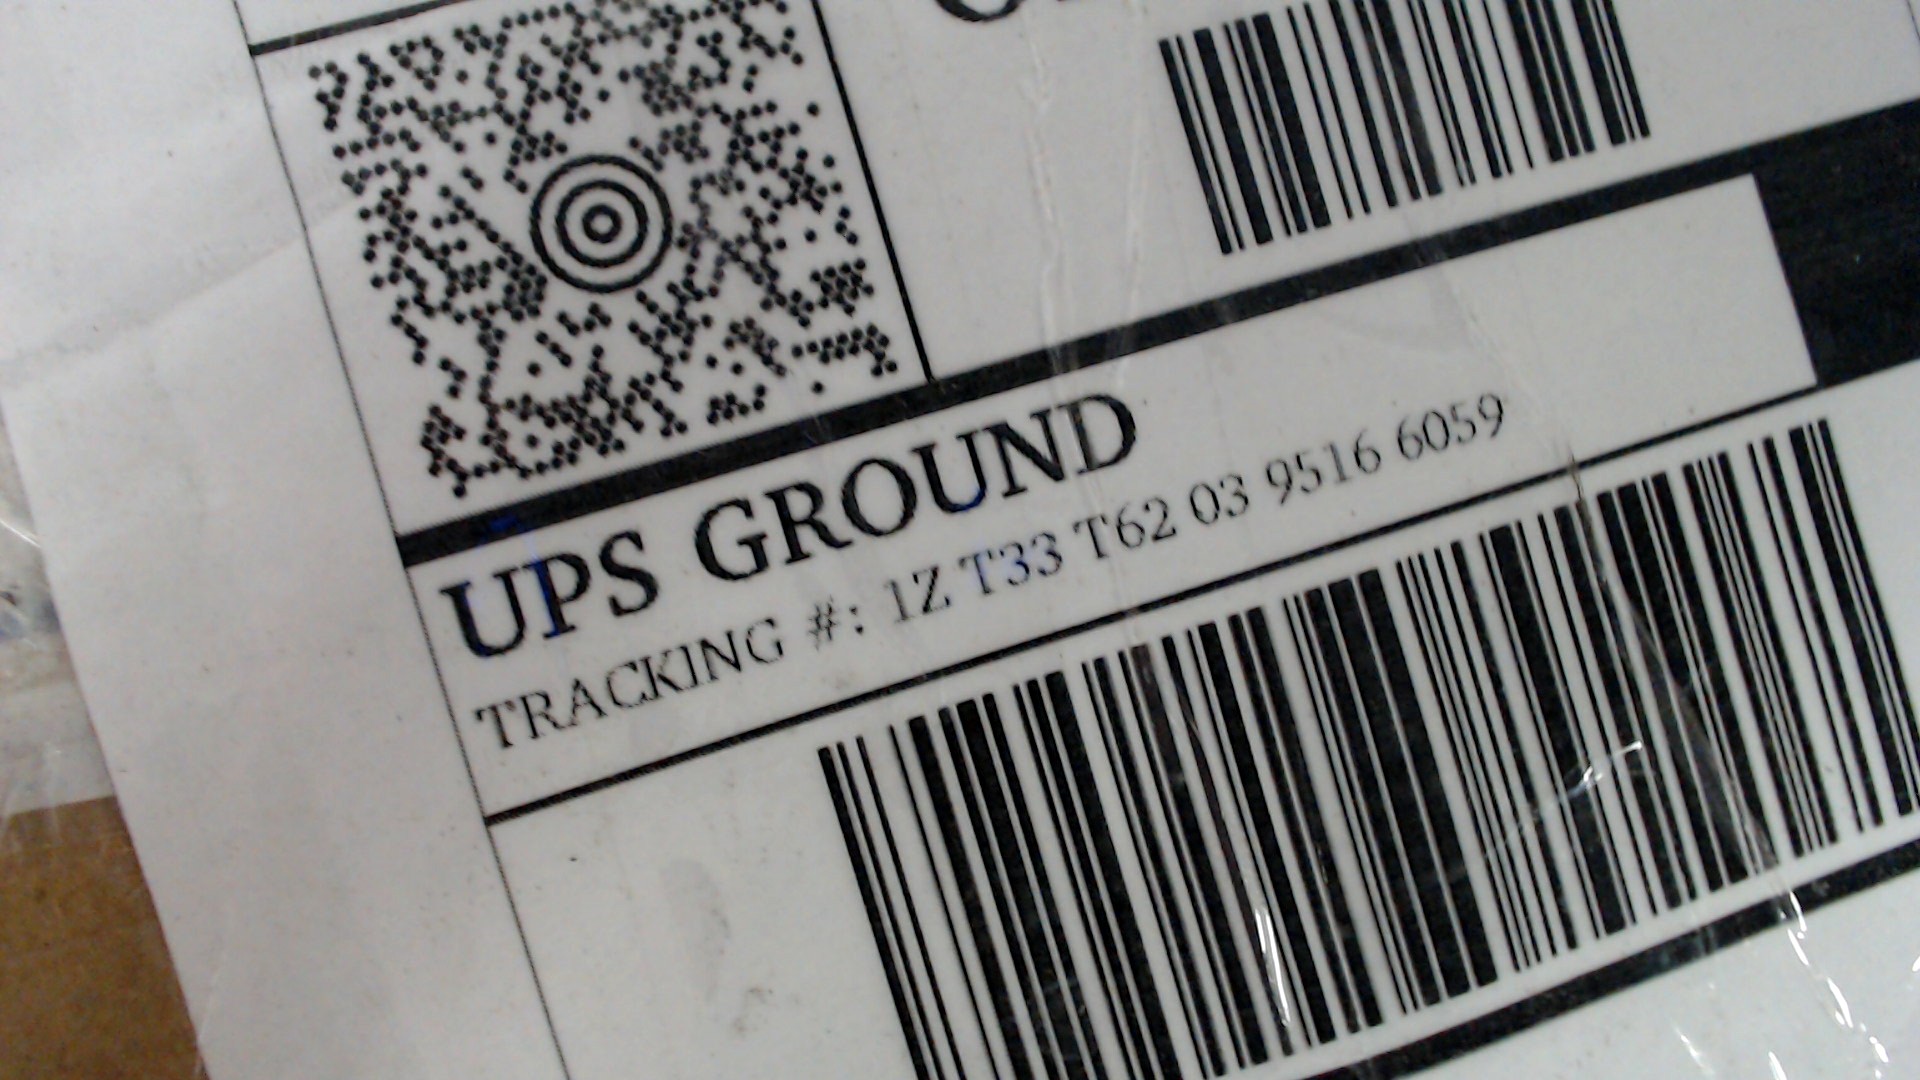 UPS GROUND
TRACKING #: 1Z T33 T62 03 9516 6059